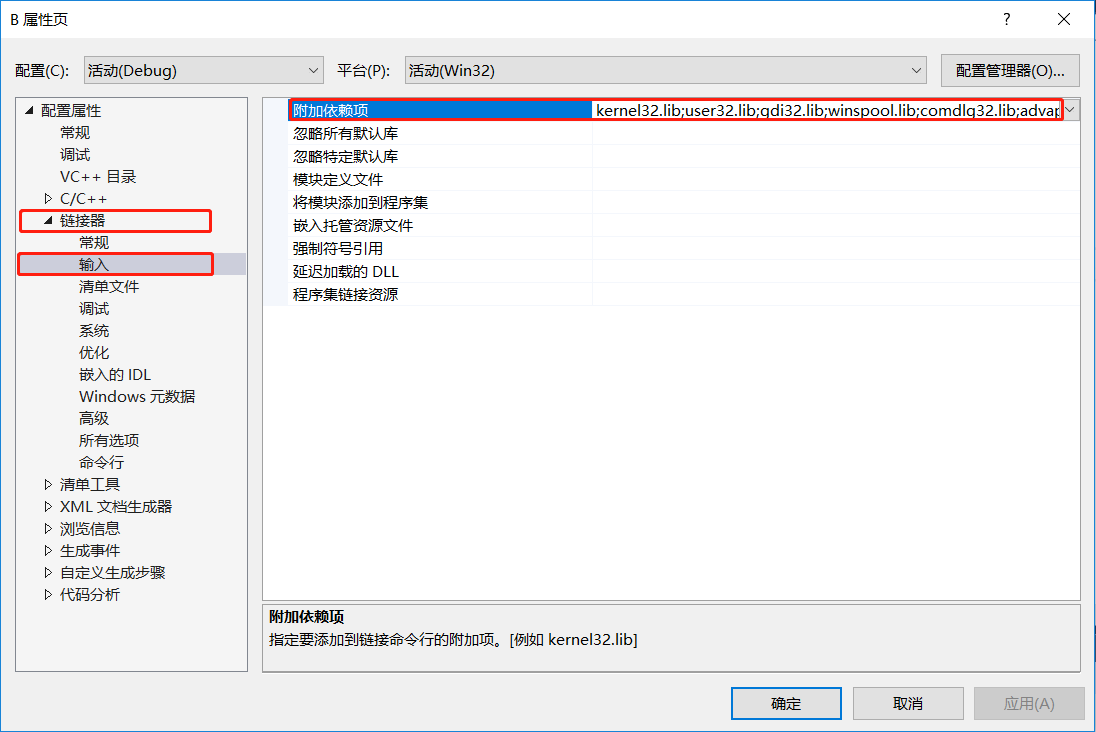 B 属性页
?
配置(C): 活动(Debug) 平台(P): 活动(Win32) 配置管理器(O)...
配置属性
常规
调试
VC++ 目录
C/C++
链接器
常规
输入
清单文件
调试
系统
优化
嵌入的 IDL
Windows 元数据
高级
所有选项
命令行
清单工具
XML 文档生成器
浏览信息
生成事件
自定义生成步骤
代码分析
附加依赖项 kernel32.lib;user32.lib;gdi32.lib;winspool.lib;comdlg32.lib;advap
忽略所有默认库
忽略特定默认库
模块定义文件
将模块添加到程序集
嵌入托管资源文件
强制符号引用
延迟加载的 DLL
程序集链接资源
附加依赖项
指定要添加到链接命令行的附加项。[例如 kernel32.lib]
确定 取消 应用(A)